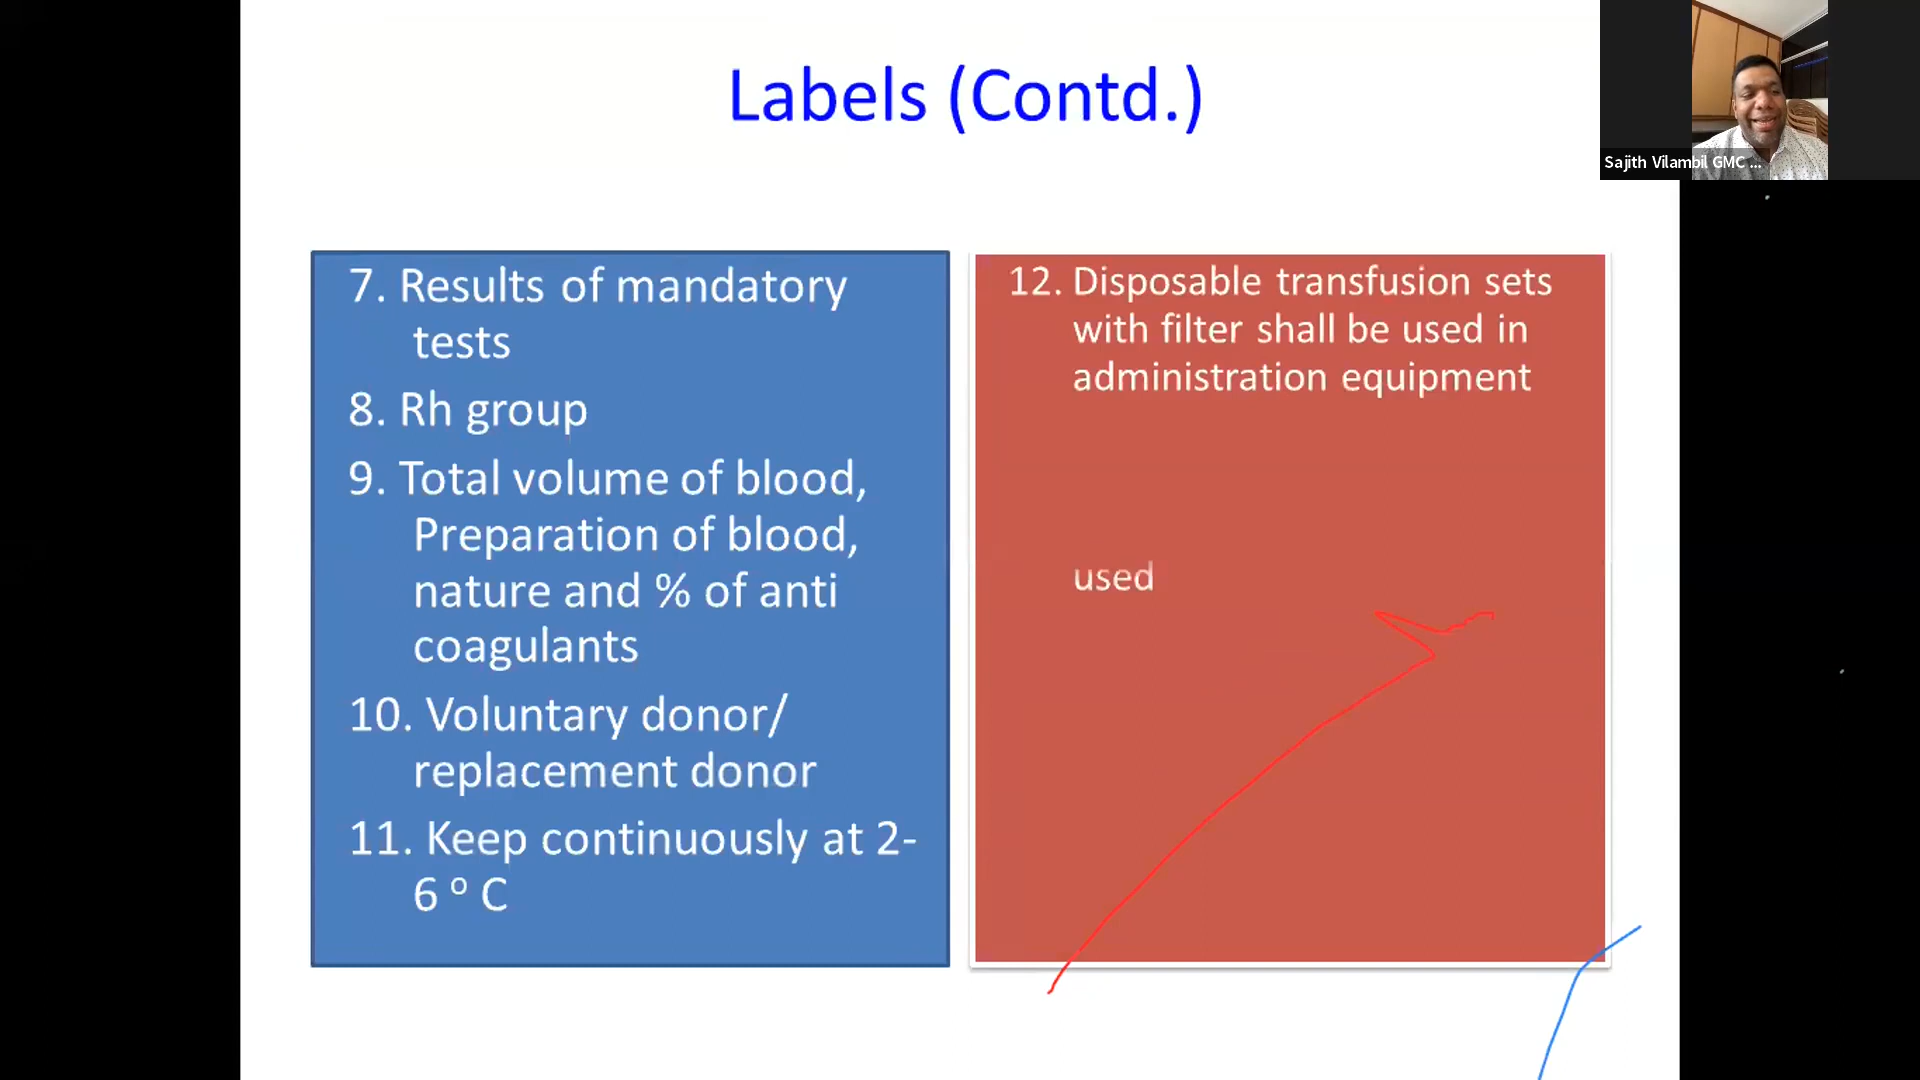 Labels (Contd.)
Sajith Vilambil GMC ...
7. Results of mandatory
tests
8. Rh group
9. Total volume of blood,
Preparation of blood,
nature and % of anti
coagulants
10. Voluntary donor/
replacement donor
11. Keep continuously at 2-
6 º C
12. Disposable transfusion sets
with filter shall be used in
administration equipment
used